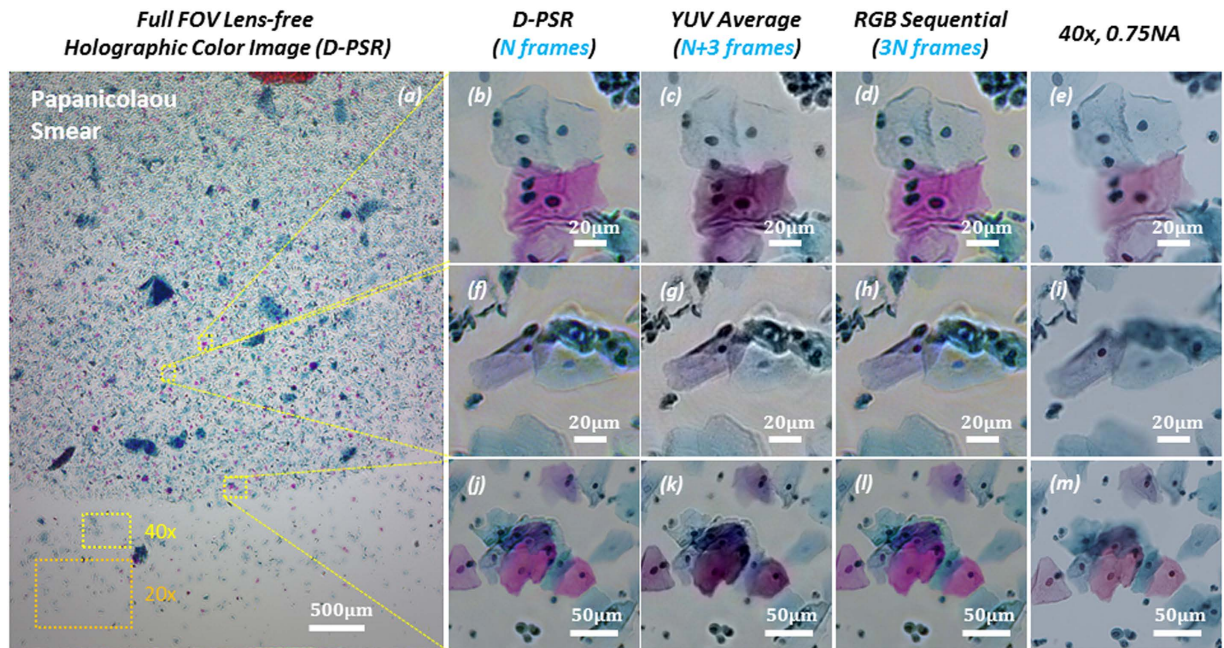 Full FOV Lens-free
Holographic Color Image (D-PSR)
D-PSR
(N frames)
YUV Average
(N+3 frames)
RGB Sequential
(3N frames)
40x, 0.75NA
Papanicolaou
Smear
(a)
40x
20x
500μm
(b)
20μm
(c)
20μm
(d)
20μm
(e)
20μm
(f)
20μm
(g)
20μm
(h)
20μm
(i)
20μm
(j)
50μm
(k)
50μm
(l)
50μm
(m)
50μm